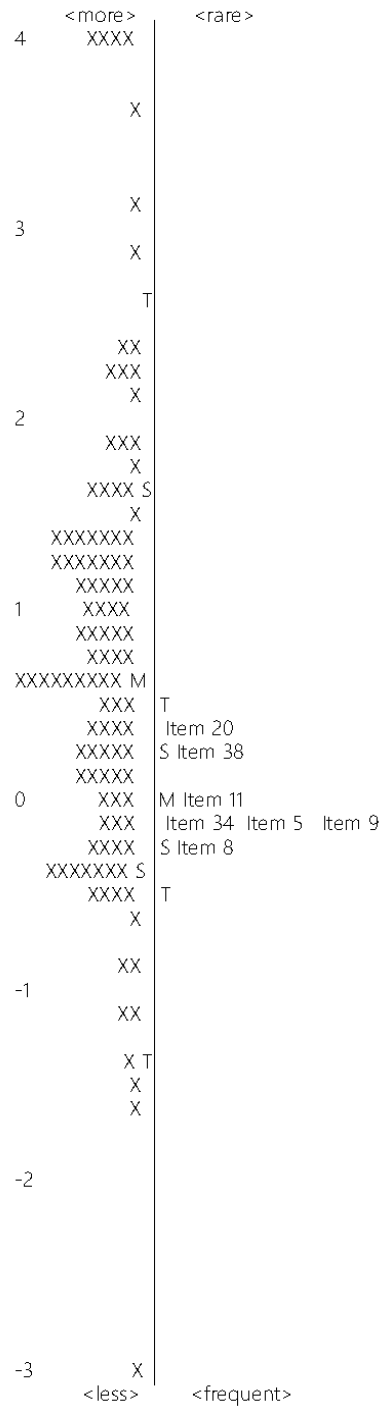 <more> <rare>
4 XXXX
X
X
3
X
T
XX
XXX
X
2
XXX
X
XXXX S
X
XXXXXXX
XXXXXXX
XXXXX
1 XXXX
XXXXX
XXXX
XXXXXXXXX M
XXX T
XXXX Item 20
XXXXX S Item 38
XXXXX
0 XXX M Item 11
XXX Item 34 Item 5 Item 9
XXXX S Item 8
XXXXXXX S
XXXX T
X
XX
-1
XX
X T
X
X
-2
-3 X
<less> <frequent>